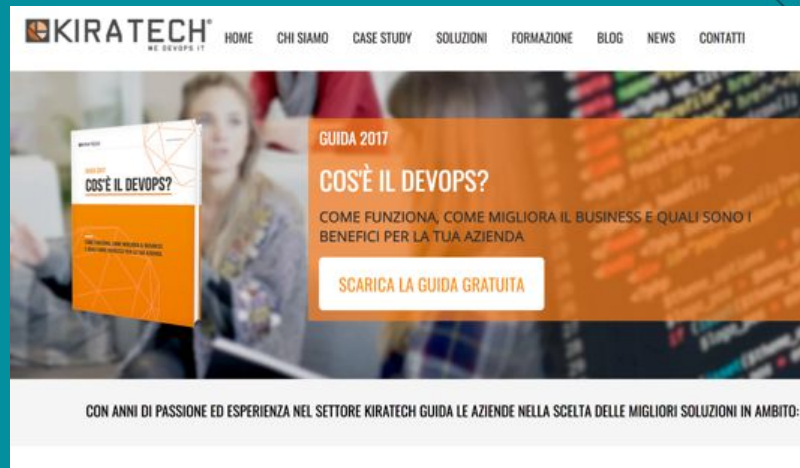 KIRATECH
WE DEVOPS IT
HOME CHI SIAMO CASE STUDY SOLUZIONI FORMAZIONE BLOG NEWS CONTATTI
GUIDA 2017
COS'È IL DEVOPS?
COME FUNZIONA, COME MIGLIORA IL BUSINESS E QUALI SONO I
BENEFICI PER LA TUA AZIENDA
SCARICA LA GUIDA GRATUITA
GUIDA 2017
COS'È IL DEVOPS?
CON ANNI DI PASSIONE ED ESPERIENZA NEL SETTORE KIRATECH GUIDA LE AZIENDE NELLA SCELTA DELLE MIGLIORI SOLUZIONI IN AMBITO: